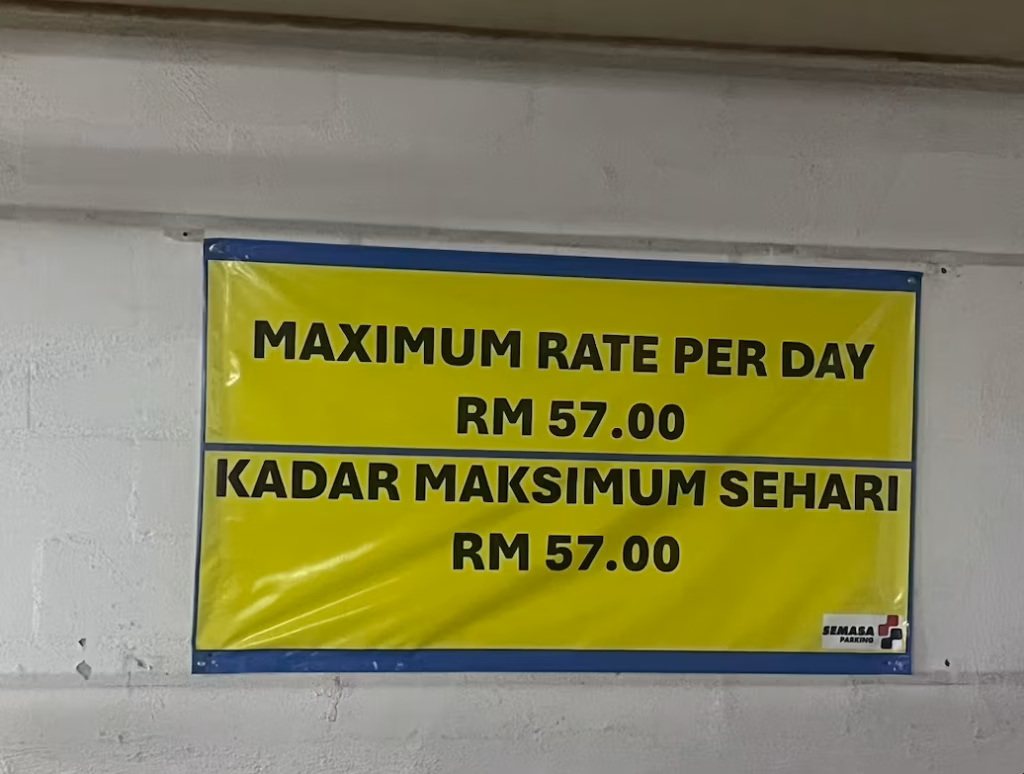 MAXIMUM RATE PER DAY
RM 57.00
KADAR MAKSIMUM SEHARI
RM 57.00
SEMASA
PARKING